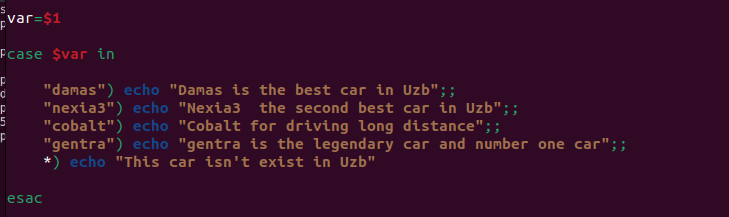 var=$1
case $var in
"damas") echo "Damas is the best car in Uzb";;
"nexia3") echo "Nexia3  the second best car in Uzb";;
"cobalt") echo "Cobalt for driving long distance";;
"gentra") echo "gentra is the legendary car and number one car";;
*) echo "This car isn't exist in Uzb"
esac